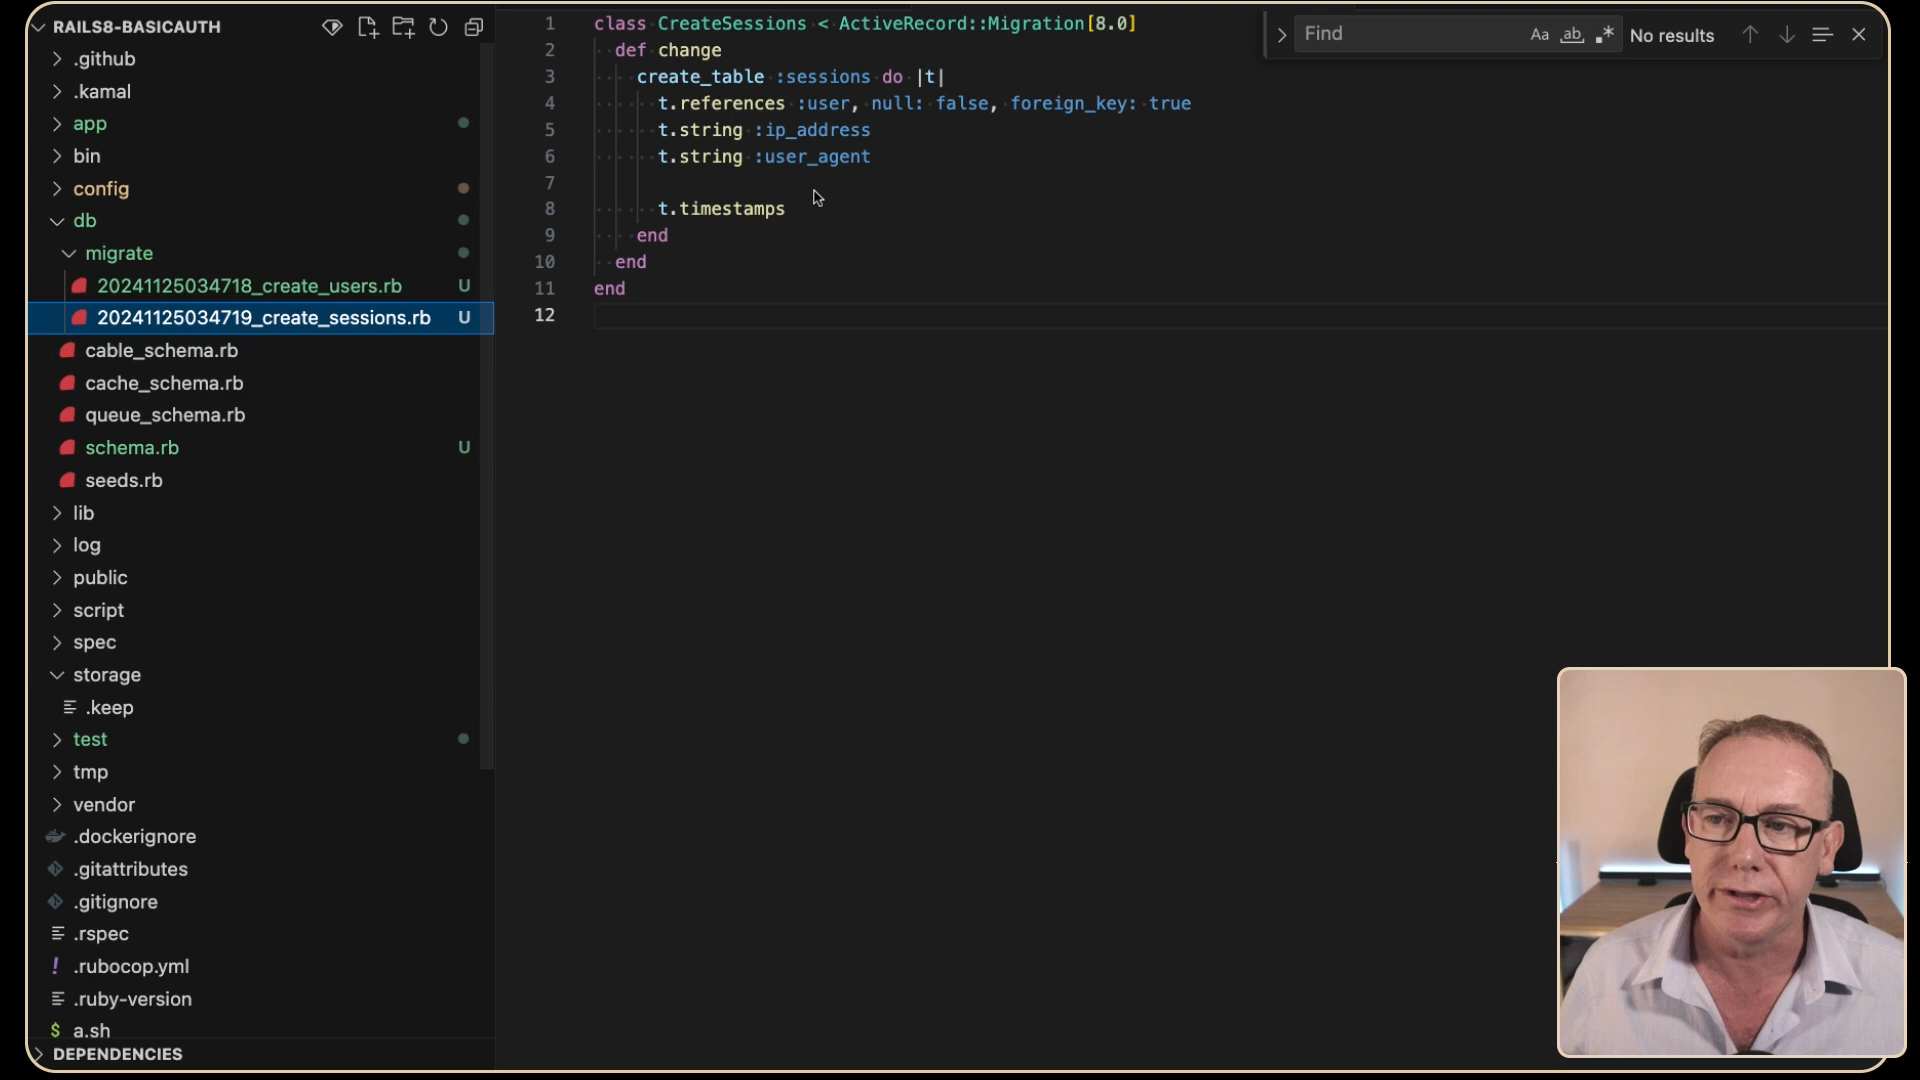 RAILS8-BASICAUTH
.github
.kamal
app
bin
config
db
migrate
20241125034718_create_users.rb U
20241125034719_create_sessions.rb U
cable_schema.rb
cache_schema.rb
queue_schema.rb
schema.rb U
seeds.rb
lib
log
public
script
spec
storage
.keep
test
tmp
vendor
.dockerignore
.gitattributes
.gitignore
.rspec
! .rubocop.yml
.ruby-version
$ a.sh
DEPENDENCIES
1 class CreateSessions < ActiveRecord::Migration[8.0]
2 def change
3 create_table :sessions do |t|
4 t.references :user, null: false, foreign_key: true
5 t.string :ip_address
6 t.string :user_agent
7
8 t.timestamps
9 end
10 end
11 end
12
Find Aa ab .* No results